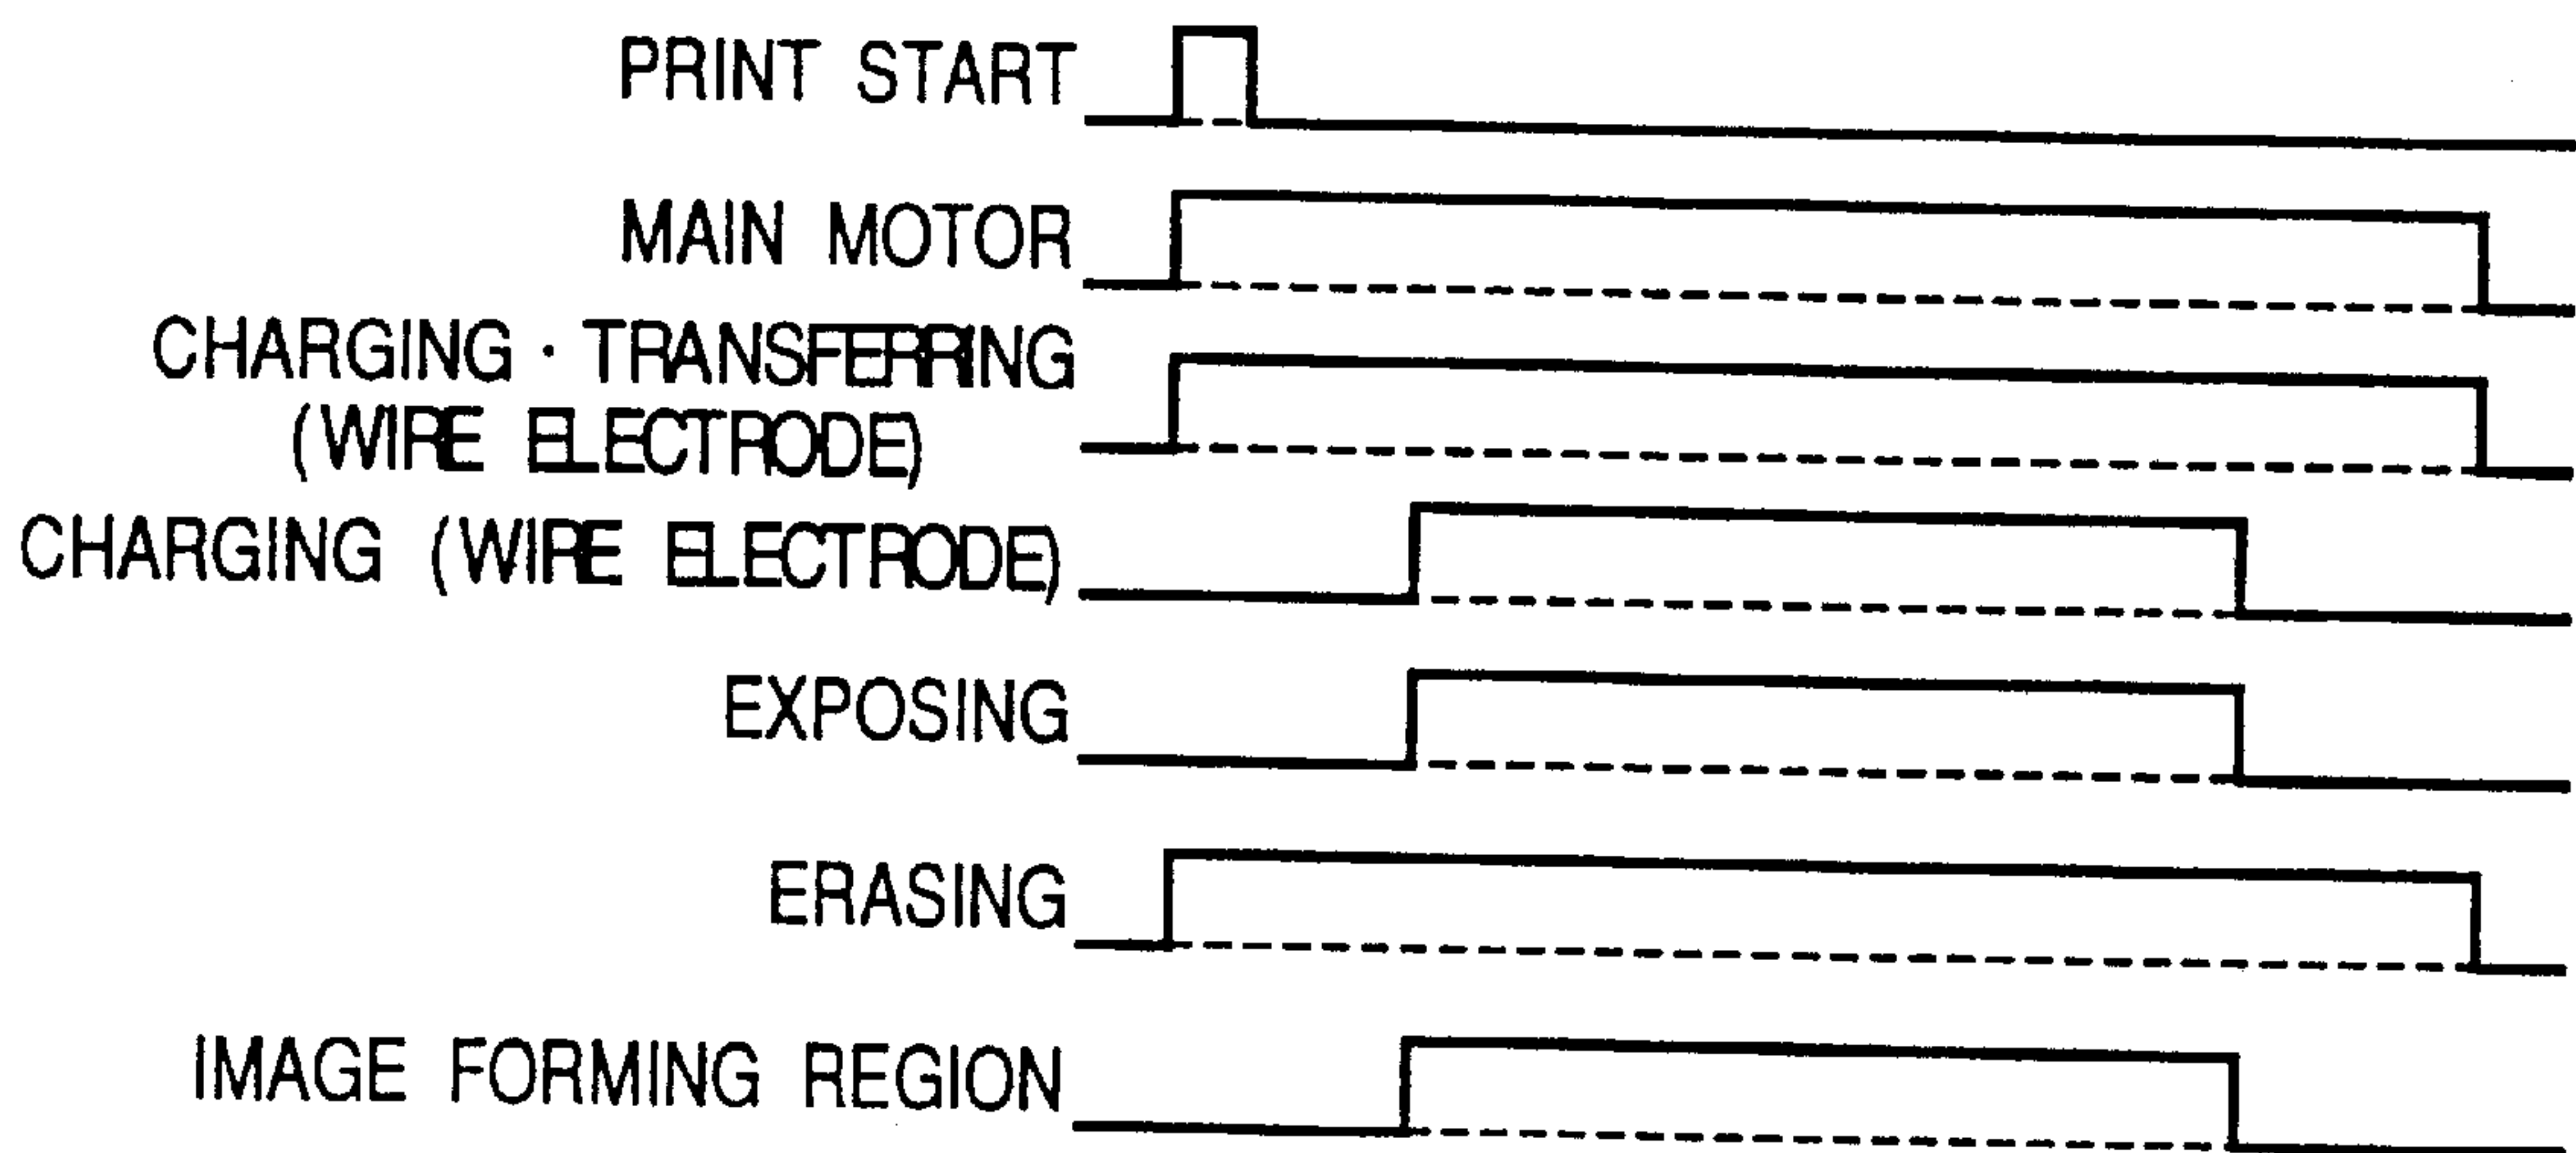 PRINT START
MAIN MOTOR
CHARGING · TRANSFERRING
(WIRE ELECTRODE)
CHARGING (WIRE ELECTRODE)
EXPOSING
ERASING
IMAGE FORMING REGION